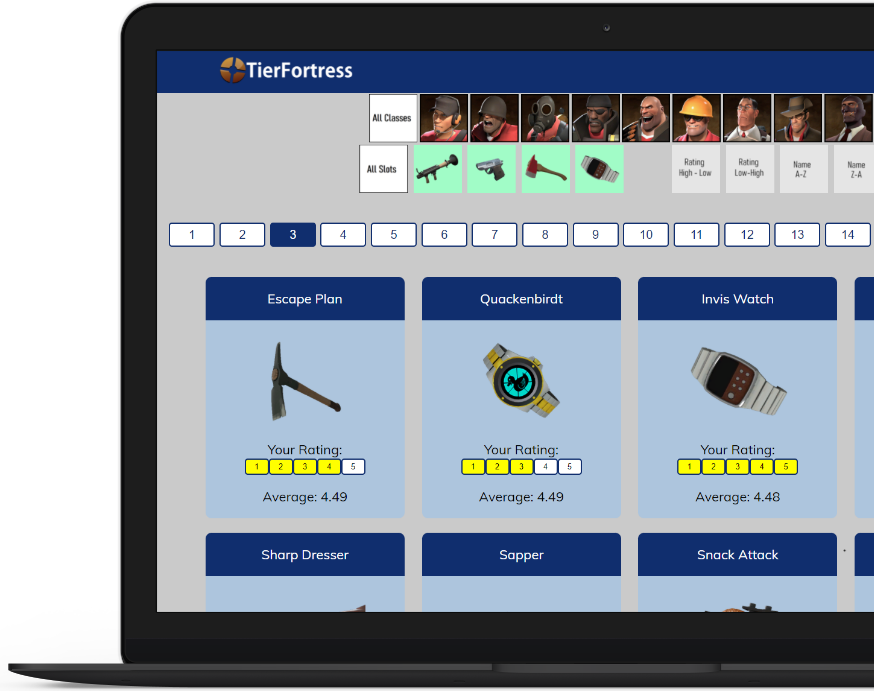 TierFortress
All Classes
All Slots
Rating
High - Low
Rating
Low-High
Name
A-Z
Name
Z-A
1 2 3 4 5 6 7 8 9 10 11 12 13 14
Escape Plan Quackenbirdt Invis Watch
Your Rating: Your Rating: Your Rating:
1 2 3 4 5 1 2 3 4 5 1 2 3 4 5
Average: 4.49 Average: 4.49 Average: 4.48
Sharp Dresser Sapper Snack Attack